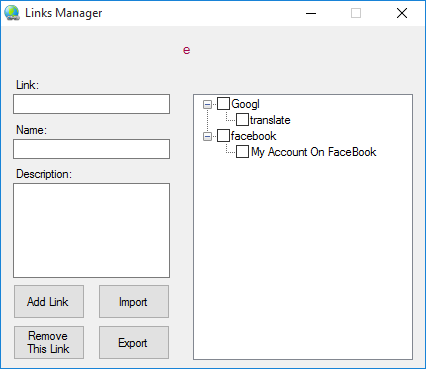 Links Manager
e
Link:
Name:
Description:
Add Link
Import
Remove
This Link
Export
Googl
translate
facebook
My Account On FaceBook